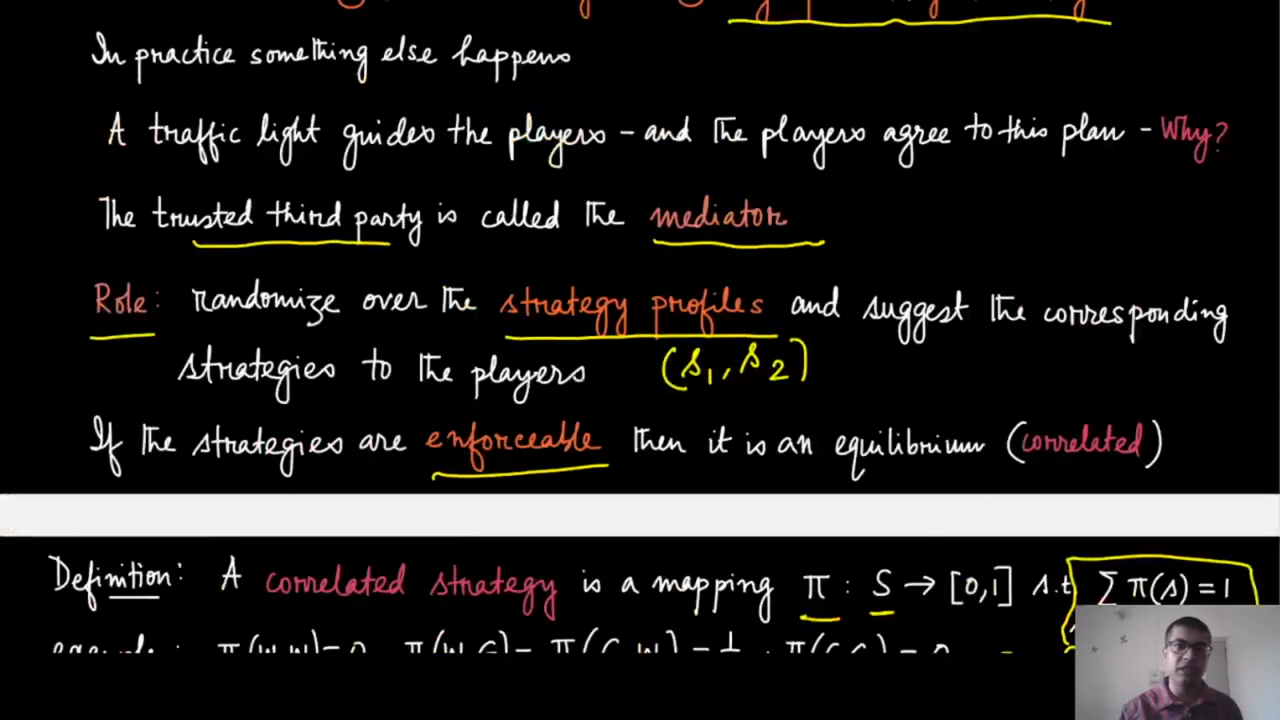 In practice something else happens
A traffic light guides the players - and the players agree to this plan - Why?
The trusted third party is called the mediator
Role: randomize over the strategy profiles and suggest the corresponding
strategies to the players (s₁, s₂)
If the strategies are enforceable then it is an equilibrium (correlated)
Definition: A correlated strategy is a mapping π : S → [0,1] s.t. ∑ π(s) = 1